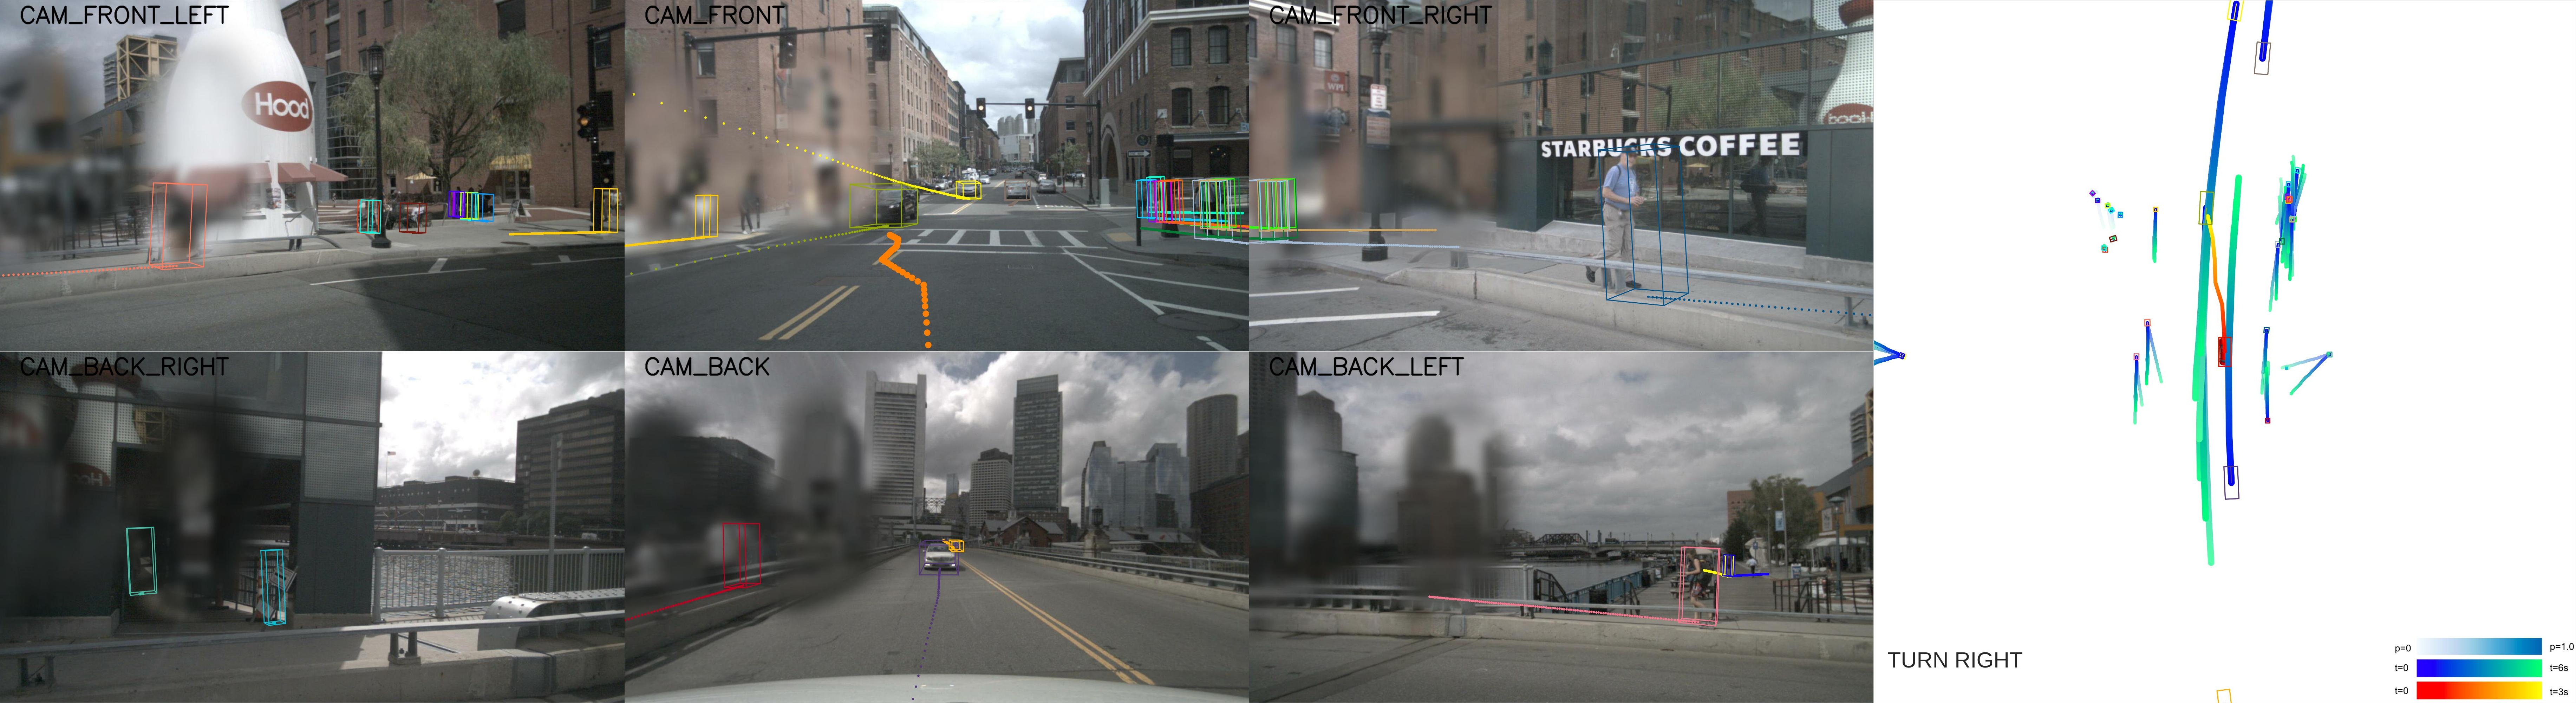 CAM_FRONT_LEFT
CAM_FRONT
CAM_FRONT_RIGHT
Hood
STARBUCKS COFFEE
CAM_BACK_RIGHT
CAM_BACK
CAM_BACK_LEFT
TURN RIGHT
p=0
p=1.0
t=0
t=6s
t=0
t=3s